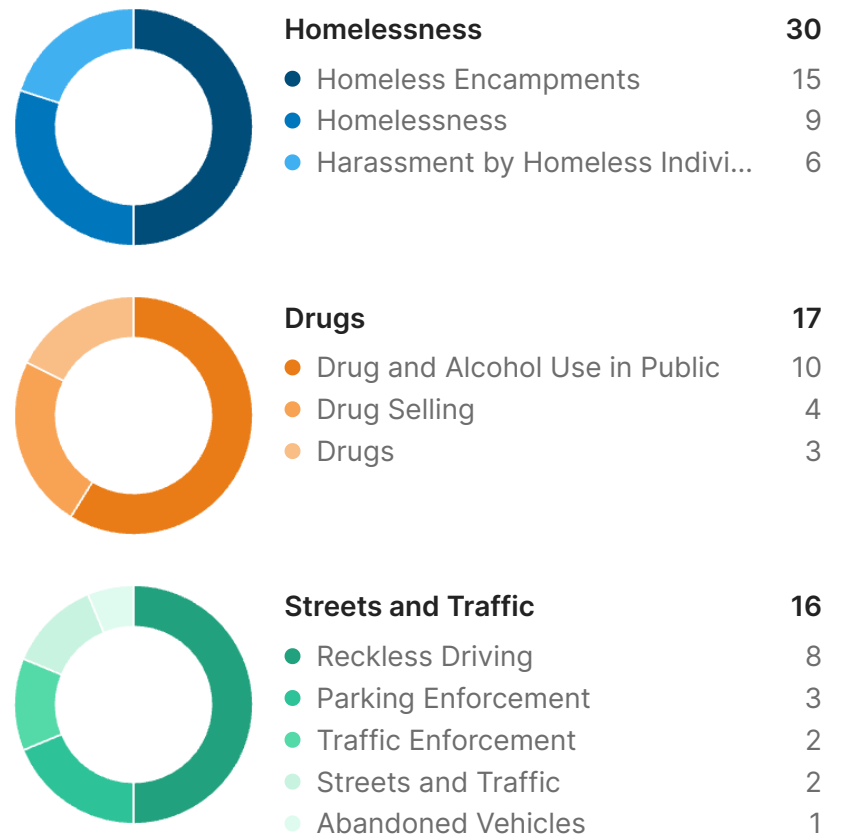 Homelessness 30
Homeless Encampments 15
Homelessness 9
Harassment by Homeless Indivi... 6
Drugs 17
Drug and Alcohol Use in Public 10
Drug Selling 4
Drugs 3
Streets and Traffic 16
Reckless Driving 8
Parking Enforcement 3
Traffic Enforcement 2
Streets and Traffic 2
Abandoned Vehicles 1